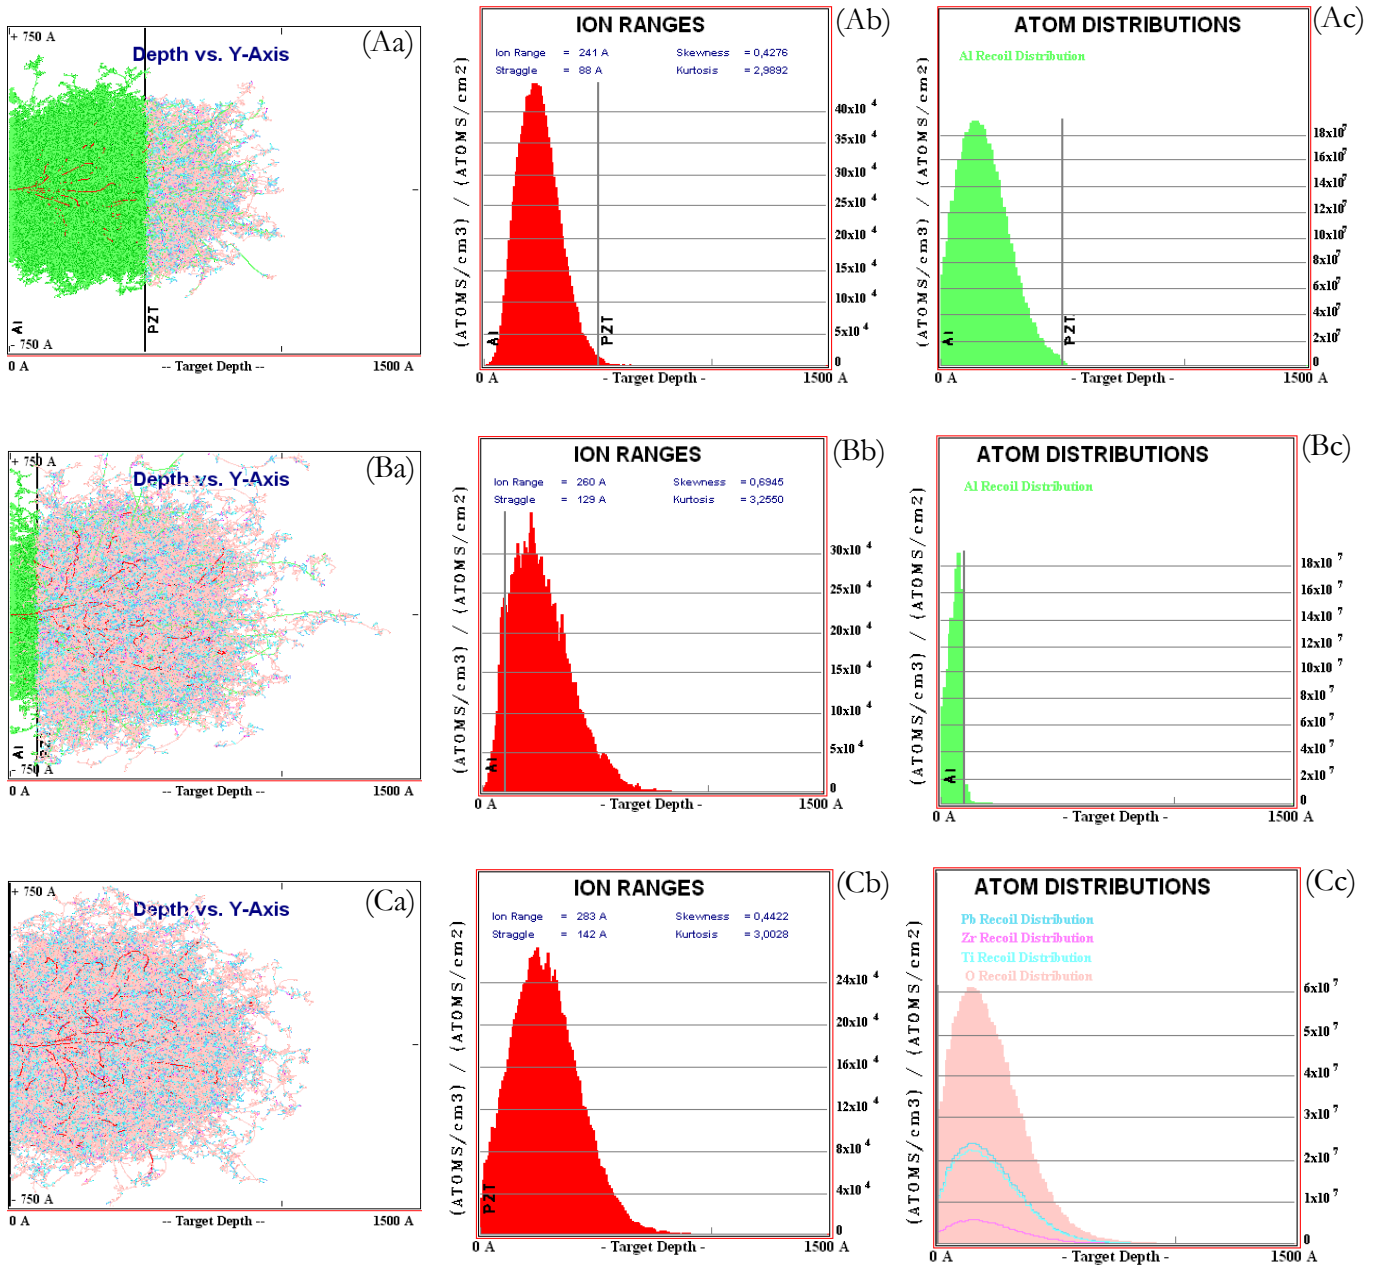 (Aa)
+ 750 A
Depth vs. Y-Axis
Al
PZT
- 750 A
0 A
-- Target Depth --
1500 A
(Ab)
ION RANGES
Ion Range = 241 A Skewness = 0,4276
Straggle = 88 A Kurtosis = 2,9892
(ATOMS/cm3) / (ATOMS/cm2)
40x10 4
35x10 4
30x10 4
25x10 4
20x10 4
15x10 4
10x10 4
5x10 4
0
Al
PZT
0 A
- Target Depth -
1500 A
(Ac)
ATOM DISTRIBUTIONS
Al Recoil Distribution
(ATOMS/cm3) / (ATOMS/cm2)
18x10 7
16x10 7
14x10 7
12x10 7
10x10 7
8x10 7
6x10 7
4x10 7
2x10 7
0
Al
PZT
0 A
- Target Depth -
1500 A
(Ba)
+ 750 A
Depth vs. Y-Axis
Al
PZT
- 750 A
0 A
-- Target Depth --
1500 A
(Bb)
ION RANGES
Ion Range = 260 A Skewness = 0,6945
Straggle = 129 A Kurtosis = 3,2550
(ATOMS/cm3) / (ATOMS/cm2)
30x10 4
25x10 4
20x10 4
15x10 4
10x10 4
5x10 4
0
Al
0 A
- Target Depth -
1500 A
(Bc)
ATOM DISTRIBUTIONS
Al Recoil Distribution
(ATOMS/cm3) / (ATOMS/cm2)
18x10 7
16x10 7
14x10 7
12x10 7
10x10 7
8x10 7
6x10 7
4x10 7
2x10 7
0
Al
0 A
- Target Depth -
1500 A
(Ca)
+ 750 A
Depth vs. Y-Axis
- 750 A
0 A
-- Target Depth --
1500 A
(Cb)
ION RANGES
Ion Range = 283 A Skewness = 0,4422
Straggle = 142 A Kurtosis = 3,0028
(ATOMS/cm3) / (ATOMS/cm2)
24x10 4
20x10 4
16x10 4
12x10 4
8x10 4
4x10 4
0
PZT
0 A
- Target Depth -
1500 A
(Cc)
ATOM DISTRIBUTIONS
Pb Recoil Distribution
Zr Recoil Distribution
Ti Recoil Distribution
O Recoil Distribution
(ATOMS/cm3) / (ATOMS/cm2)
6x10 7
5x10 7
4x10 7
3x10 7
2x10 7
1x10 7
0
0 A
- Target Depth -
1500 A